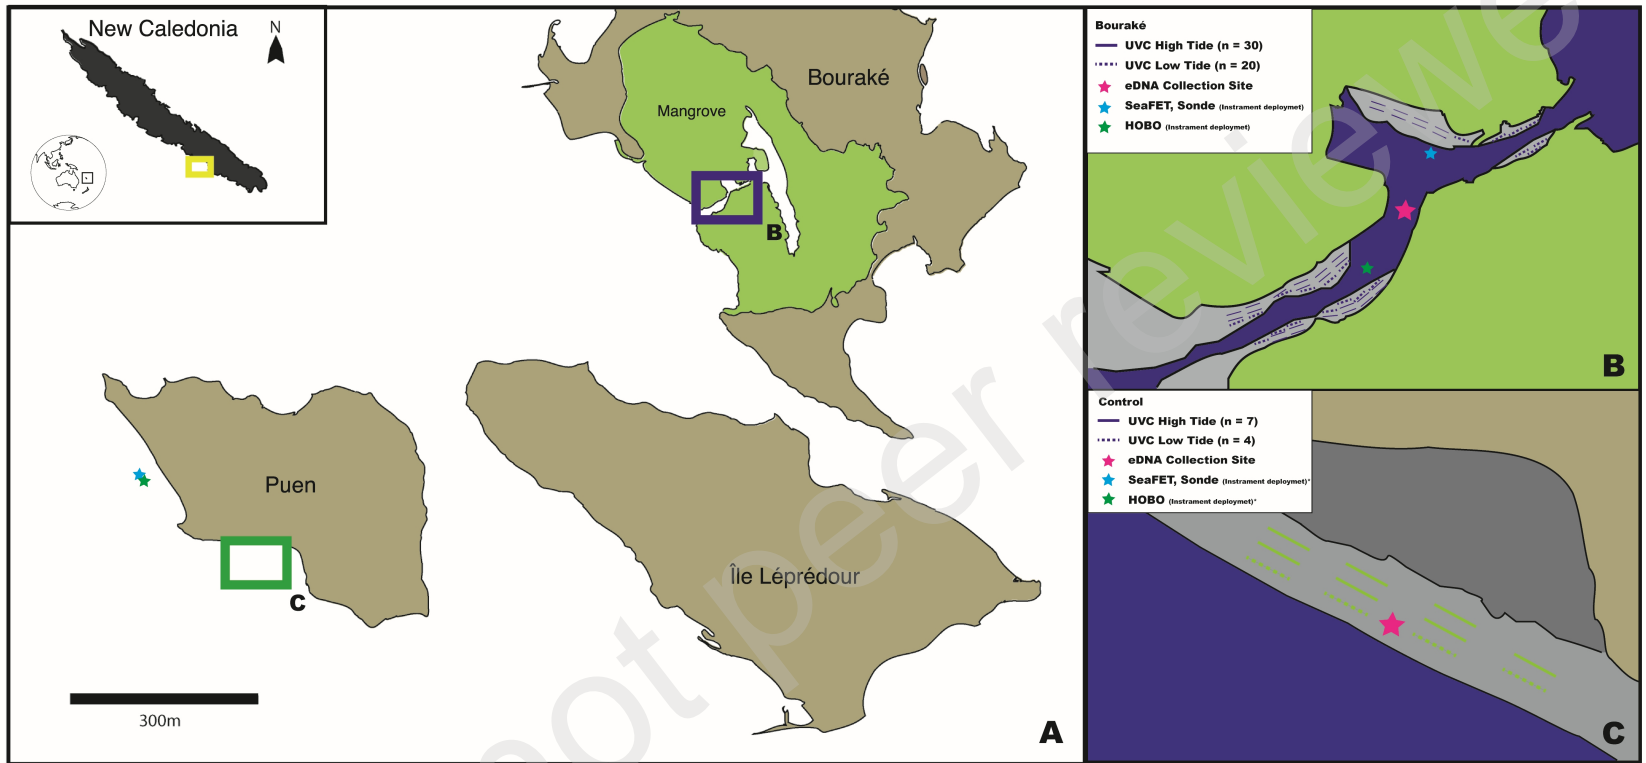 New Caledonia
N
Bouraké
Mangrove
B
Puen
C
Île Léprédour
300m
A
Bouraké
UVC High Tide (n = 30)
UVC Low Tide (n = 20)
eDNA Collection Site
SeaFET, Sonde (Instrament deploymet)
HOBO (Instrament deploymet)
B
Control
UVC High Tide (n = 7)
UVC Low Tide (n = 4)
eDNA Collection Site
SeaFET, Sonde (Instrament deploymet)*
HOBO (Instrament deploymet)*
C
not peer reviewe